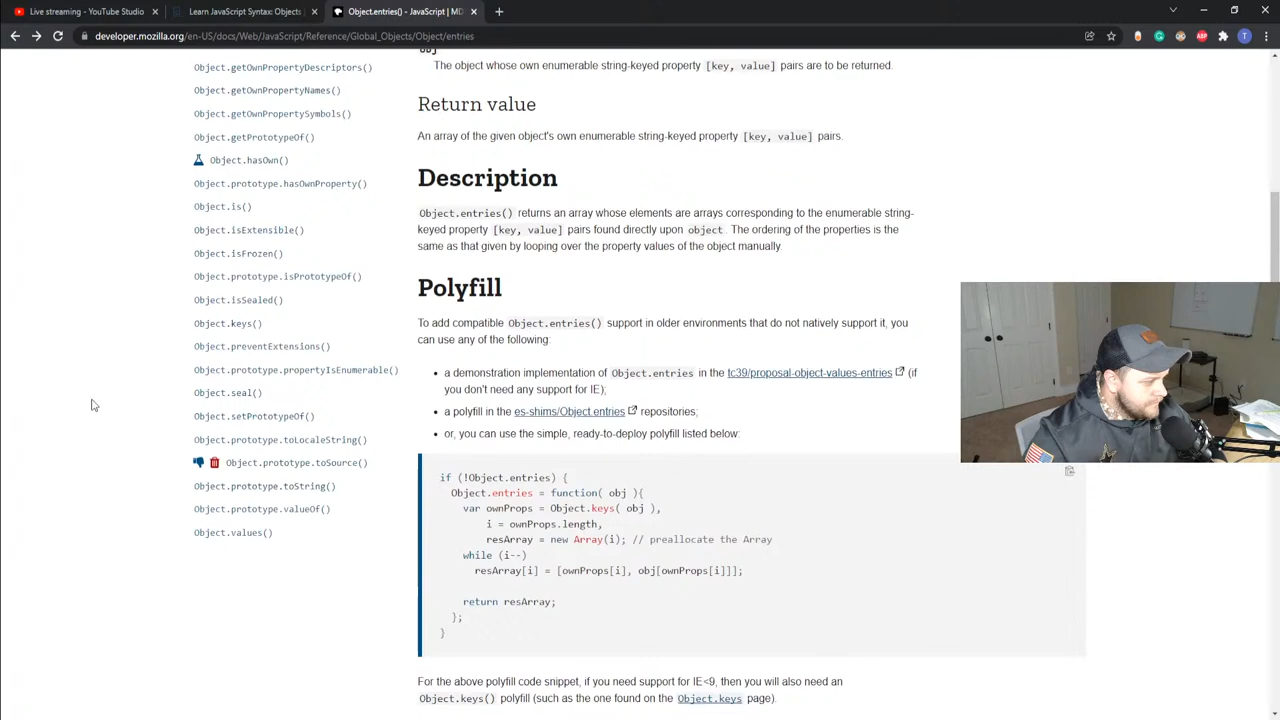 Live streaming - YouTube Studio
Learn JavaScript Syntax: Objects
Object.entries() - JavaScript | MD
developer.mozilla.org/en-US/docs/Web/JavaScript/Reference/Global_Objects/Object/entries
Object.getOwnPropertyDescriptors()
Object.getOwnPropertyNames()
Object.getOwnPropertySymbols()
Object.getPrototypeOf()
Object.hasOwn()
Object.prototype.hasOwnProperty()
Object.is()
Object.isExtensible()
Object.isFrozen()
Object.prototype.isPrototypeOf()
Object.isSealed()
Object.keys()
Object.preventExtensions()
Object.prototype.propertyIsEnumerable()
Object.seal()
Object.setPrototypeOf()
Object.prototype.toLocaleString()
Object.prototype.toSource()
Object.prototype.toString()
Object.prototype.valueOf()
Object.values()
obj
The object whose own enumerable string-keyed property [key, value] pairs are to be returned.
Return value
An array of the given object's own enumerable string-keyed property [key, value] pairs.
Description
Object.entries() returns an array whose elements are arrays corresponding to the enumerable string-
keyed property [key, value] pairs found directly upon object. The ordering of the properties is the
same as that given by looping over the property values of the object manually.
Polyfill
To add compatible Object.entries() support in older environments that do not natively support it, you
can use any of the following:
• a demonstration implementation of Object.entries in the tc39/proposal-object-values-entries (if
you don't need any support for IE);
• a polyfill in the es-shims/Object.entries repositories;
• or, you can use the simple, ready-to-deploy polyfill listed below:
if (!Object.entries) {
Object.entries = function( obj ){
var ownProps = Object.keys( obj ),
i = ownProps.length,
resArray = new Array(i); // preallocate the Array
while (i--)
resArray[i] = [ownProps[i], obj[ownProps[i]]];
return resArray;
};
}
For the above polyfill code snippet, if you need support for IE<9, then you will also need an
Object.keys() polyfill (such as the one found on the Object.keys page).